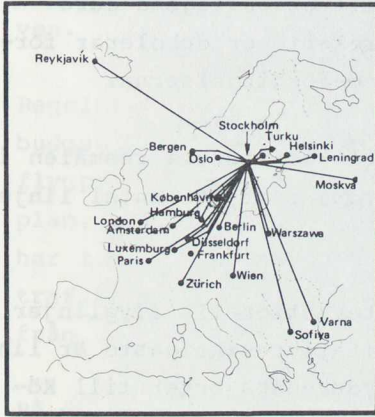 Reykjavik
Stockholm
Turku
Helsinki
Bergen
Oslo
Leningrad
Moskva
Københav
Hamburg
London
Amsterdam
Berlin
Warszawa
Luxemburg
Düsseldorf
Paris
Frankfurt
Zürich
Wien
Varna
Sofiya